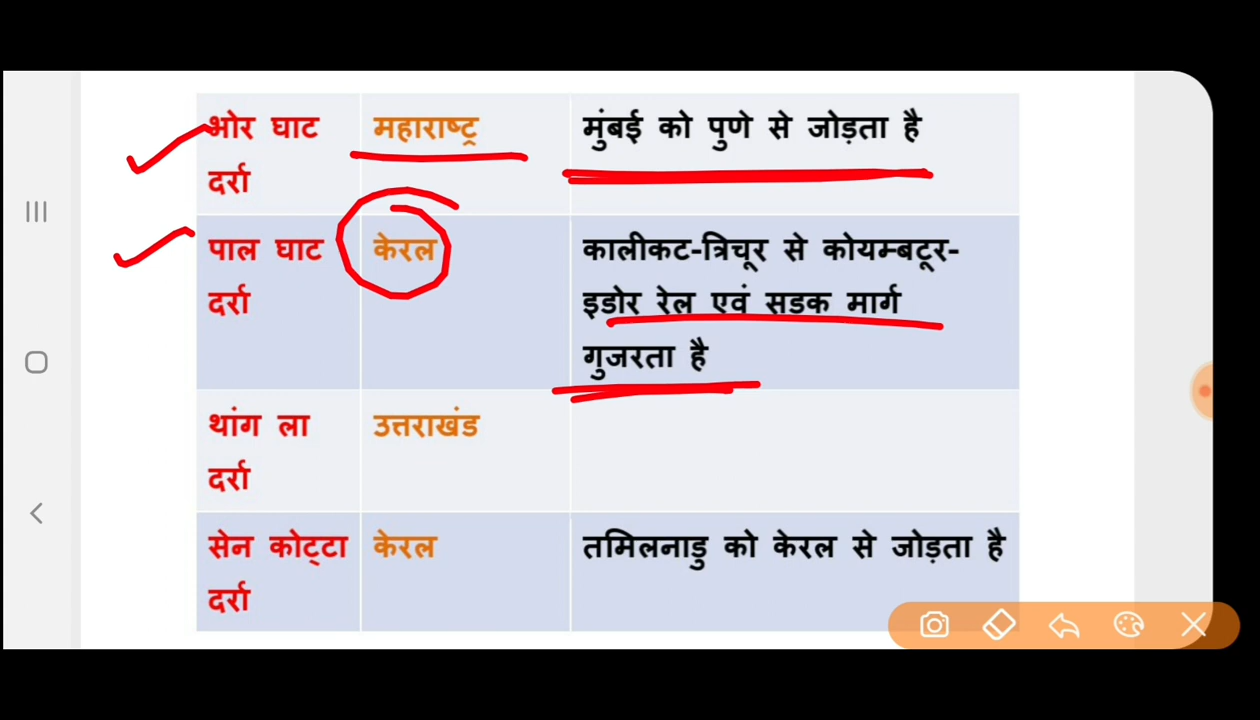 भोर घाट महाराष्ट्र मुंबई को पुणे से जोड़ता है
दर्रा
पाल घाट केरल कालीकट-त्रिचूर से कोयम्बटूर-
दर्रा इडोर रेल एवं सडक मार्ग
गुजरता है
थांग ला उत्तराखंड
दर्रा
सेन कोट्टा केरल तमिलनाडु को केरल से जोड़ता है
दर्रा